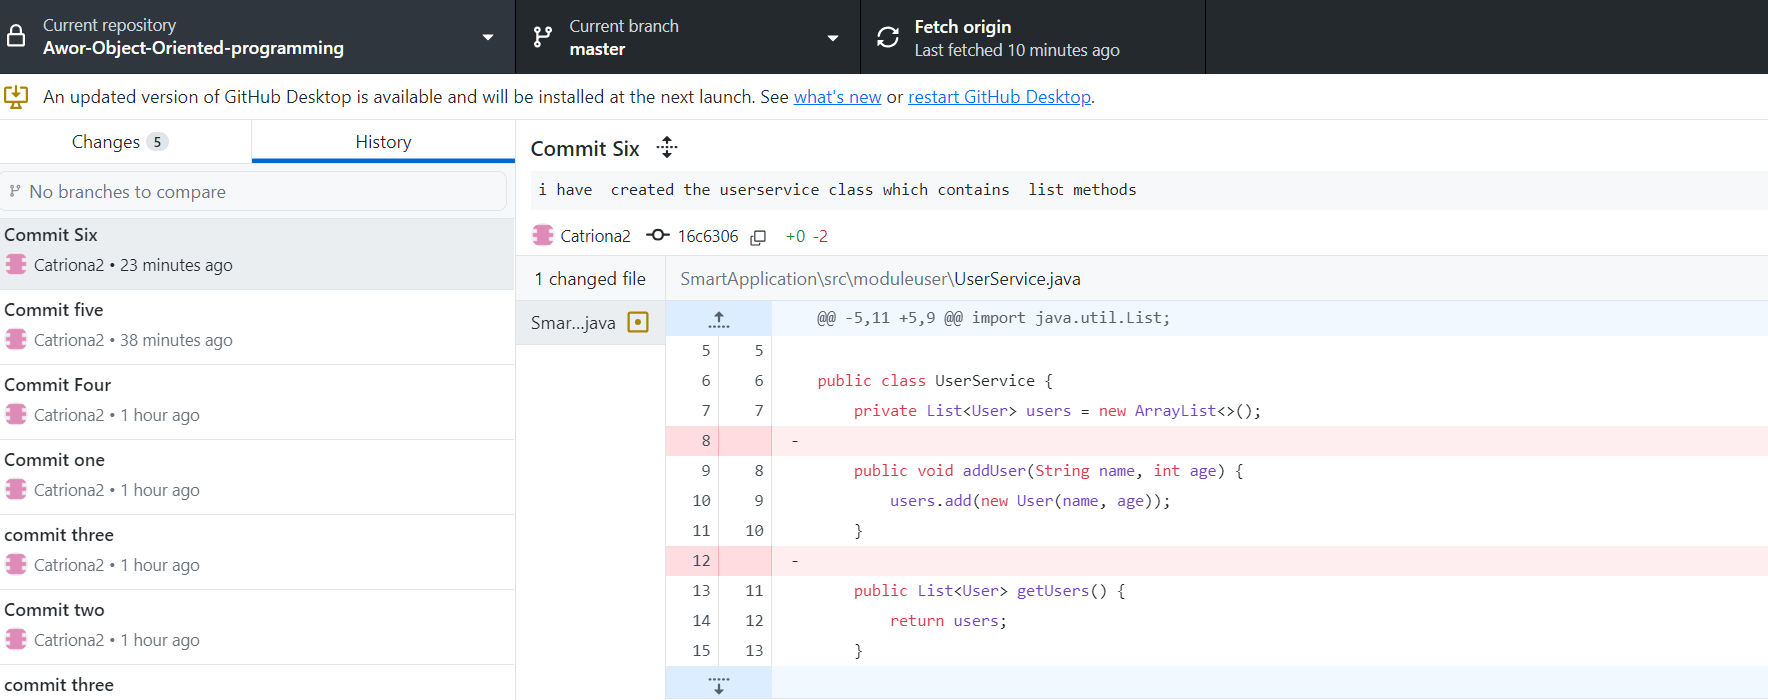 Current repository
Awor-Object-Oriented-programming
Current branch
master
Fetch origin
Last fetched 10 minutes ago
An updated version of GitHub Desktop is available and will be installed at the next launch. See what's new or restart GitHub Desktop.
Changes 5
History
No branches to compare
Commit Six
Catriona2 • 23 minutes ago
Commit five
Catriona2 • 38 minutes ago
Commit Four
Catriona2 • 1 hour ago
Commit one
Catriona2 • 1 hour ago
commit three
Catriona2 • 1 hour ago
Commit two
Catriona2 • 1 hour ago
commit three
Commit Six
i have  created the userservice class which contains  list methods
Catriona2 16c6306 +0 -2
1 changed file
Smar...java
SmartApplication\src\moduleuser\UserService.java
@@ -5,11 +5,9 @@ import java.util.List;
5 5
6 6 public class UserService {
7 7     private List<User> users = new ArrayList<>();
8 -
9 8     public void addUser(String name, int age) {
10 9         users.add(new User(name, age));
11 10     }
12 -
13 11     public List<User> getUsers() {
14 12         return users;
15 13     }